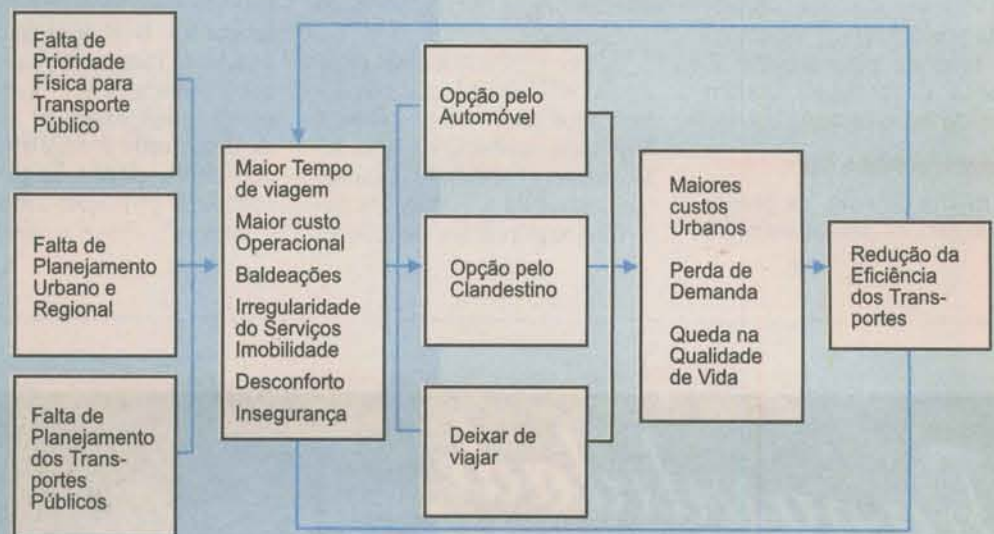 Falta de
Prioridade
Física para
Transporte
Público
Falta de
Planejamento
Urbano e
Regional
Falta de
Planejamento
dos Trans-
portes
Públicos
Maior Tempo
de viagem
Maior custo
Operacional
Baldeações
Irregularidade
do Serviços
Imobilidade
Desconforto
Insegurança
Opção pelo
Automóvel
Opção pelo
Clandestino
Deixar de
viajar
Maiores
custos
Urbanos
Perda de
Demanda
Queda na
Qualidade
de Vida
Redução da
Eficiência
dos Trans-
portes